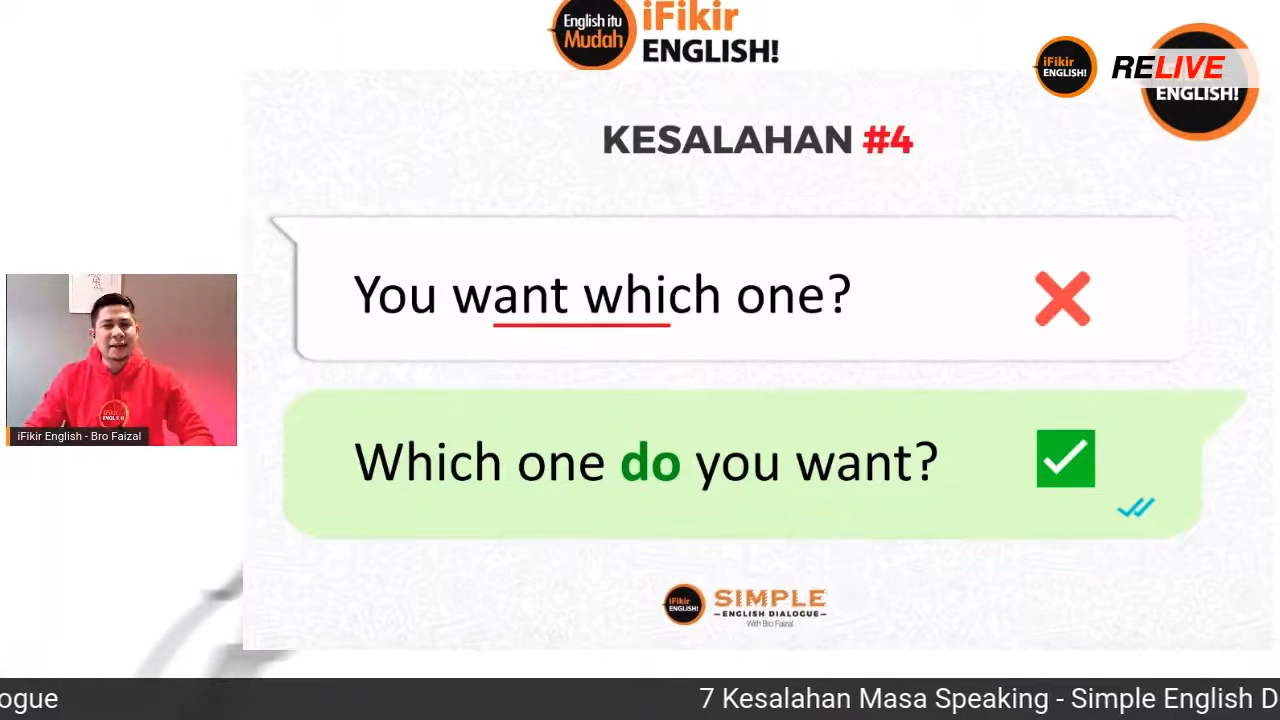 English itu
Mudah
iFikir
ENGLISH!
iFikir
ENGLISH!
RELIVE
ENGLISH!
KESALAHAN #4
You want which one?
Which one do you want?
iFikir
ENGLISH!
iFikir English - Bro Faizal
iFikir
ENGLISH!
SIMPLE
ENGLISH DIALOGUE
With Bro Faizal
ogue
7 Kesalahan Masa Speaking - Simple English D